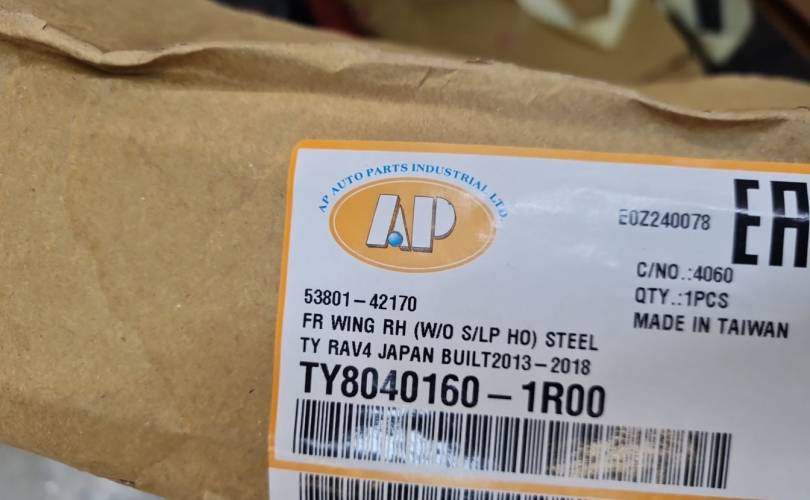 AP AUTO PARTS INDUSTRIAL LTD.
AP
E0Z240078
EAC
C/NO.:4060
QTY.:1PCS
MADE IN TAIWAN
53801-42170
FR WING RH (W/O S/LP HO) STEEL
TY RAV4 JAPAN BUILT2013-2018
TY8040160-1R00